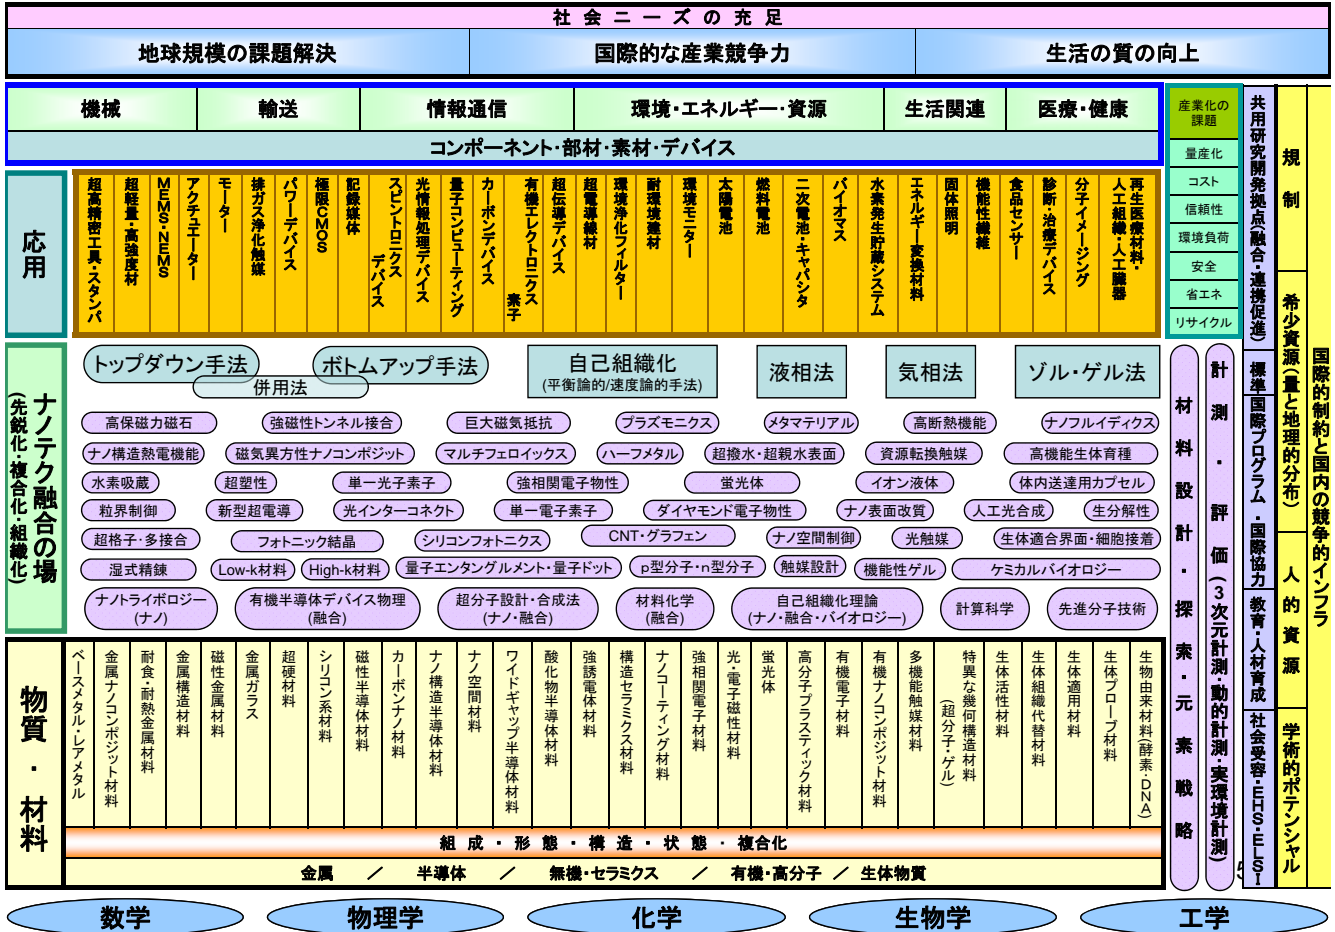 社会ニーズの充足
地球規模の課題解決
国際的な産業競争力
生活の質の向上
機械
輸送
情報通信
環境・エネルギー・資源
生活関連
医療・健康
コンポーネント・部材・素材・デバイス
応用
超高精密工具・スタンパ
超軽量・高強度材
MEMS・NEMS
アクチュエーター
モーター
排ガス浄化触媒
パワーデバイス
極限CMOS
記録媒体
スピントロニクス
デバイス
光情報処理デバイス
量子コンピューティング
カーボンデバイス
有機エレクトロニクス
素子
超伝導デバイス
超電導線材
環境浄化フィルター
耐環境建材
環境モニター
太陽電池
燃料電池
二次電池・キャパシタ
バイオマス
水素発生貯蔵システム
エネルギー変換材料
固体照明
機能性繊維
食品センサー
診断・治療デバイス
分子イメージング
再生医療材料・
人工組織・人工臓器
産業化の
課題
量産化
コスト
信頼性
環境負荷
安全
省エネ
リサイクル
ナノテク融合の場
(先鋭化・複合化・組織化)
トップダウン手法
ボトムアップ手法
併用法
自己組織化
(平衡論的/速度論的手法)
液相法
気相法
ゾル・ゲル法
高保磁力磁石
強磁性トンネル接合
巨大磁気抵抗
プラズモニクス
メタマテリアル
高断熱機能
ナノフルイディクス
ナノ構造熱電機能
磁気異方性ナノコンポジット
マルチフェロイックス
ハーフメタル
超撥水・超親水表面
資源転換触媒
高機能生体育種
水素吸蔵
超塑性
単一光子素子
強相関電子物性
蛍光体
イオン液体
体内送達用カプセル
粒界制御
新型超電導
光インターコネクト
単一電子素子
ダイヤモンド電子物性
ナノ表面改質
人工光合成
生分解性
超格子・多接合
フォトニック結晶
シリコンフォトニクス
CNT・グラフェン
ナノ空間制御
光触媒
生体適合界面・細胞接着
湿式精錬
Low-k材料
High-k材料
量子エンタングルメント・量子ドット
p型分子・n型分子
触媒設計
機能性ゲル
ケミカルバイオロジー
ナノトライボロジー
(ナノ)
有機半導体デバイス物理
(融合)
超分子設計・合成法
(ナノ・融合)
材料化学
(融合)
自己組織化理論
(ナノ・融合・バイオロジー)
計算科学
先進分子技術
物質・材料
ベースメタル・レアメタル
金属ナノコンポジット材料
耐食・耐熱金属材料
金属構造材料
磁性金属材料
金属ガラス
超硬材料
シリコン系材料
磁性半導体材料
カーボンナノ材料
ナノ構造半導体材料
ナノ空間材料
ワイドギャップ半導体材料
酸化物半導体材料
強誘電体材料
構造セラミクス材料
ナノコーティング材料
強相関電子材料
光・電子磁性材料
蛍光体
高分子プラスティック材料
有機電子材料
有機ナノコンポジット材料
多機能触媒材料
特異な幾何構造材料
(超分子・ゲル)
生体活性材料
生体組織代替材料
生体適用材料
生体プローブ材料
生物由来材料(酵素・DNA)
組成・形態・構造・状態・複合化
金属 / 半導体 / 無機・セラミクス / 有機・高分子 / 生体物質
材料設計・探索・元素戦略
計測・評価(3次元計測・動的計測・実環境計測)
共用研究開発拠点(融合・連携促進)
標準
国際プログラム・国際協力
教育・人材育成
社会受容・EHS・ELSI
規制
希少資源(量と地理的分布)
人的資源
学術的ポテンシャル
国際的制約と国内の競争的インフラ
数学
物理学
化学
生物学
工学